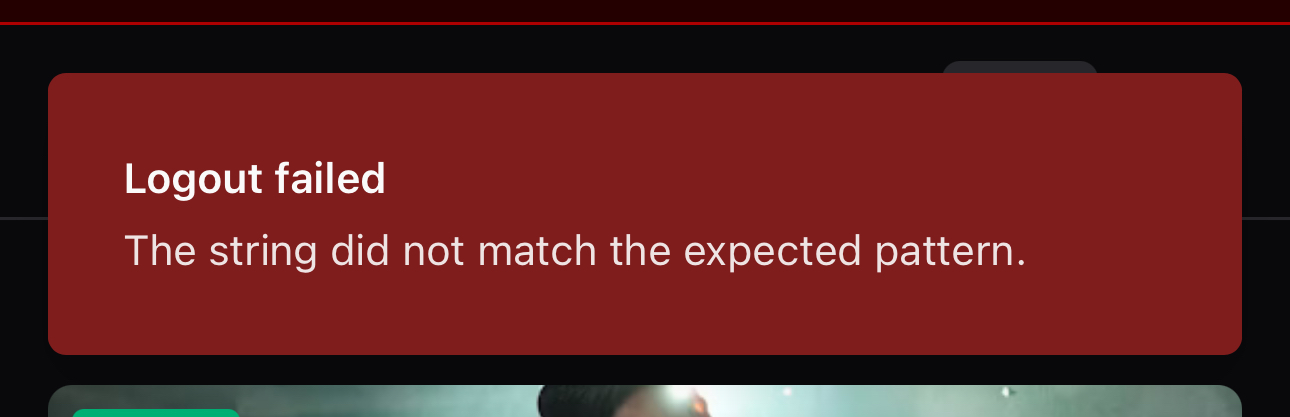 Logout failed
The string did not match the expected pattern.